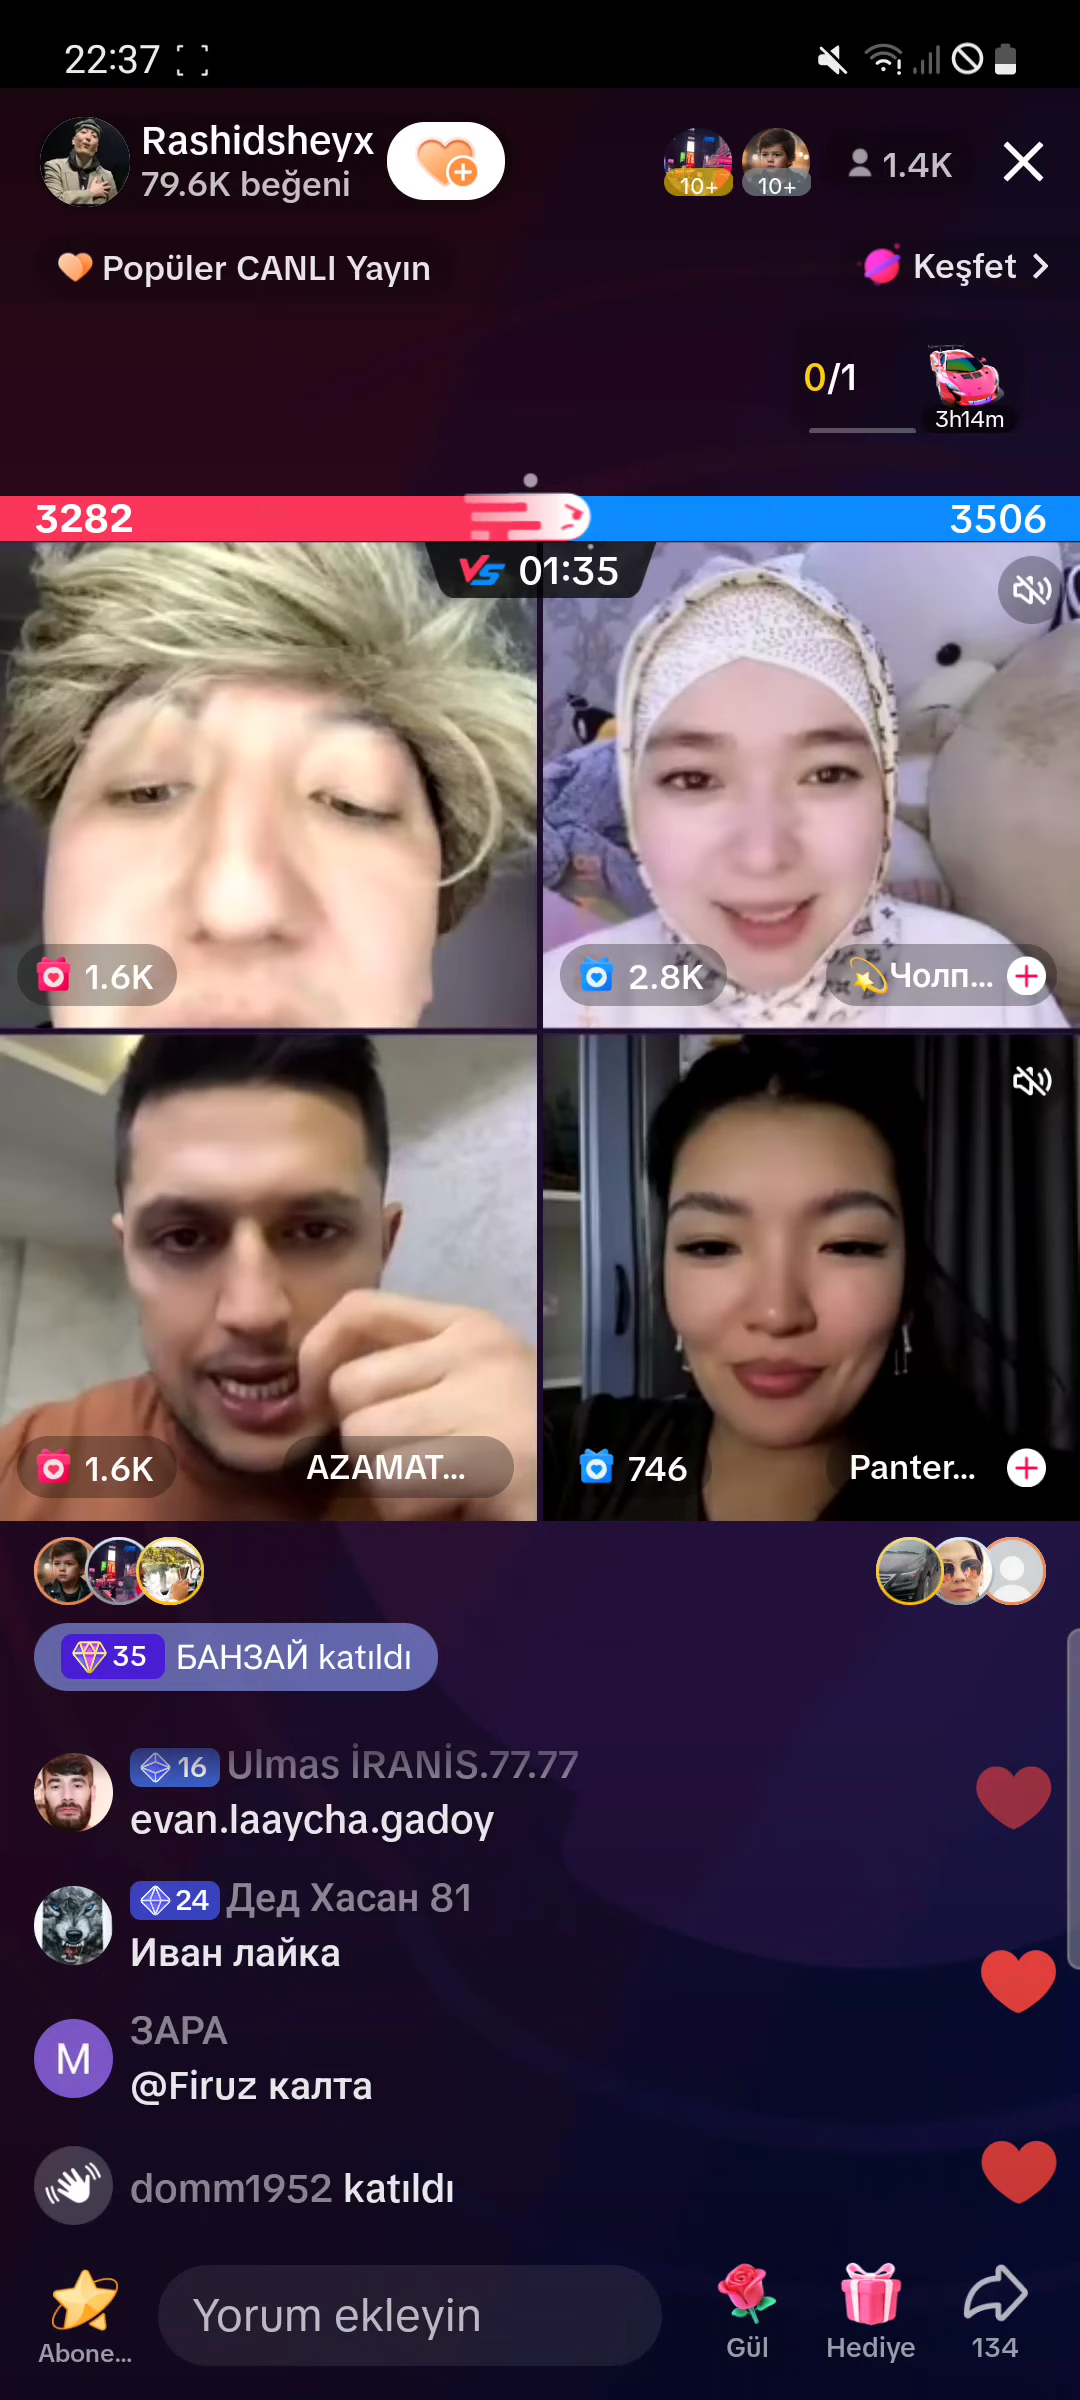 22:37
Rashidsheyx
79.6K beğeni
10+
10+
1.4K
Popüler CANLI Yayın
Keşfet
0/1
3h14m
3282
3506
VS 01:35
1.6K
2.8K
Чолп...
1.6K
AZAMAT...
746
Panter...
35 БАНЗАЙ katıldı
16 Ulmas İRANİS.77.77
evan.laaycha.gadoy
24 Дед Хасан 81
Иван лайка
M
ЗАРА
@Firuz калта
domm1952 katıldı
Abone...
Yorum ekleyin
Gül
Hediye
134